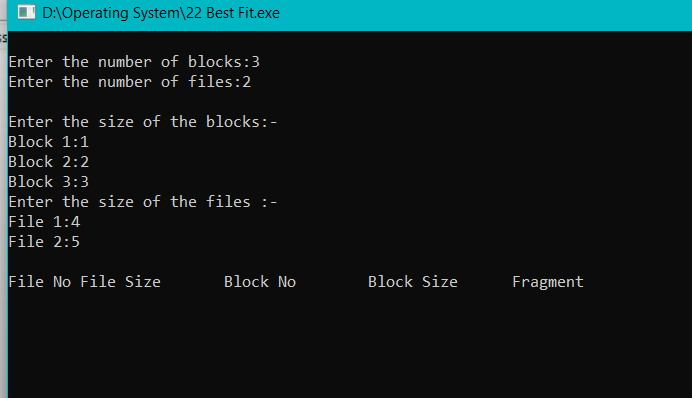 D:\Operating System\22 Best Fit.exe
Enter the number of blocks:3
Enter the number of files:2
Enter the size of the blocks:-
Block 1:1
Block 2:2
Block 3:3
Enter the size of the files :-
File 1:4
File 2:5
File No File Size Block No Block Size Fragment